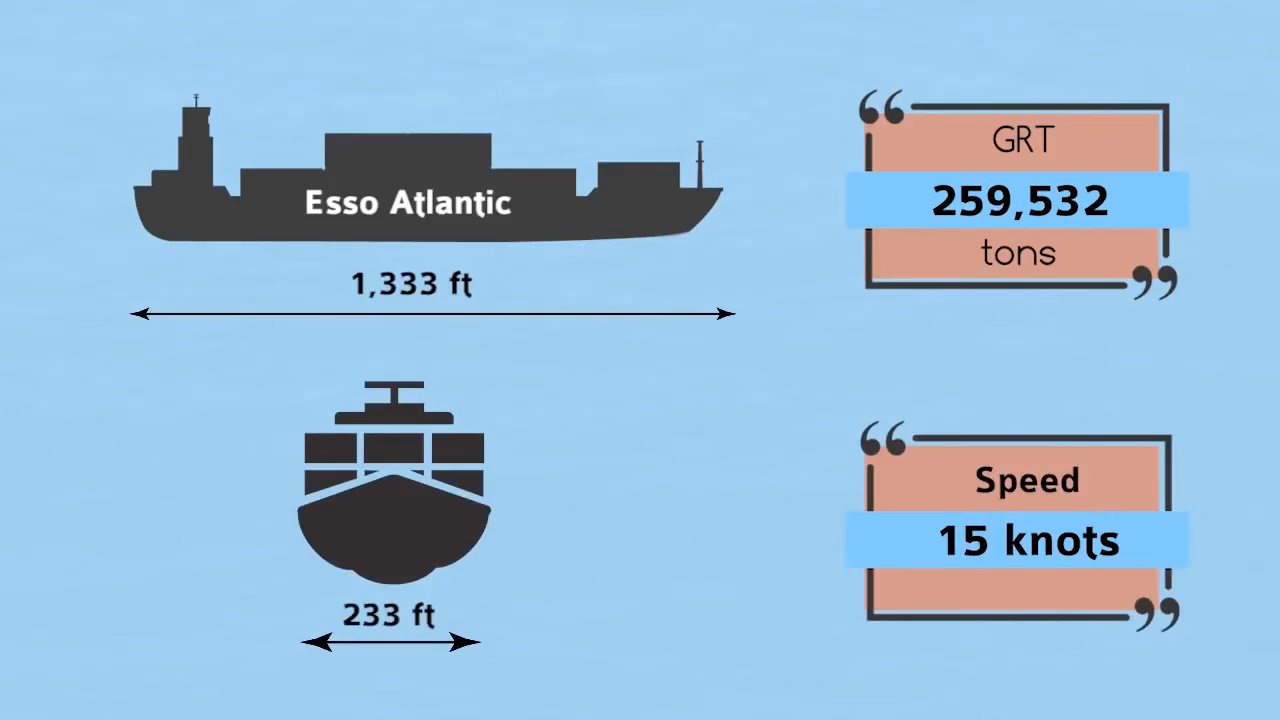 Esso Atlantic
1,333 ft
233 ft
GRT
259,532
tons
Speed
15 knots